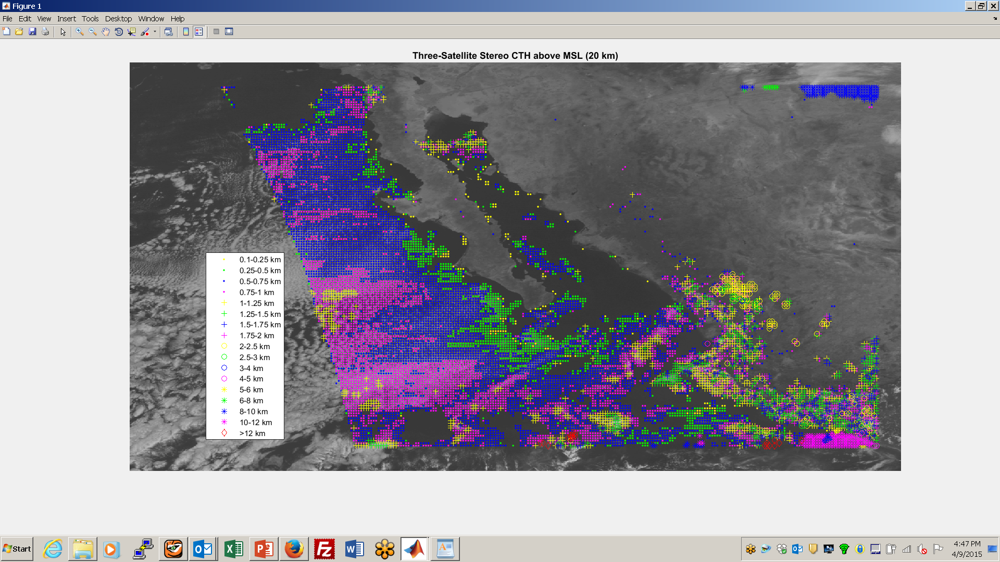 Figure 1
File Edit View Insert Tools Desktop Window Help
Three-Satellite Stereo CTH above MSL (20 km)
0.1-0.25 km
0.25-0.5 km
0.5-0.75 km
0.75-1 km
1-1.25 km
1.25-1.5 km
1.5-1.75 km
1.75-2 km
2-2.5 km
2.5-3 km
3-4 km
4-5 km
5-6 km
6-8 km
8-10 km
10-12 km
>12 km
Start
4:47 PM
4/9/2015